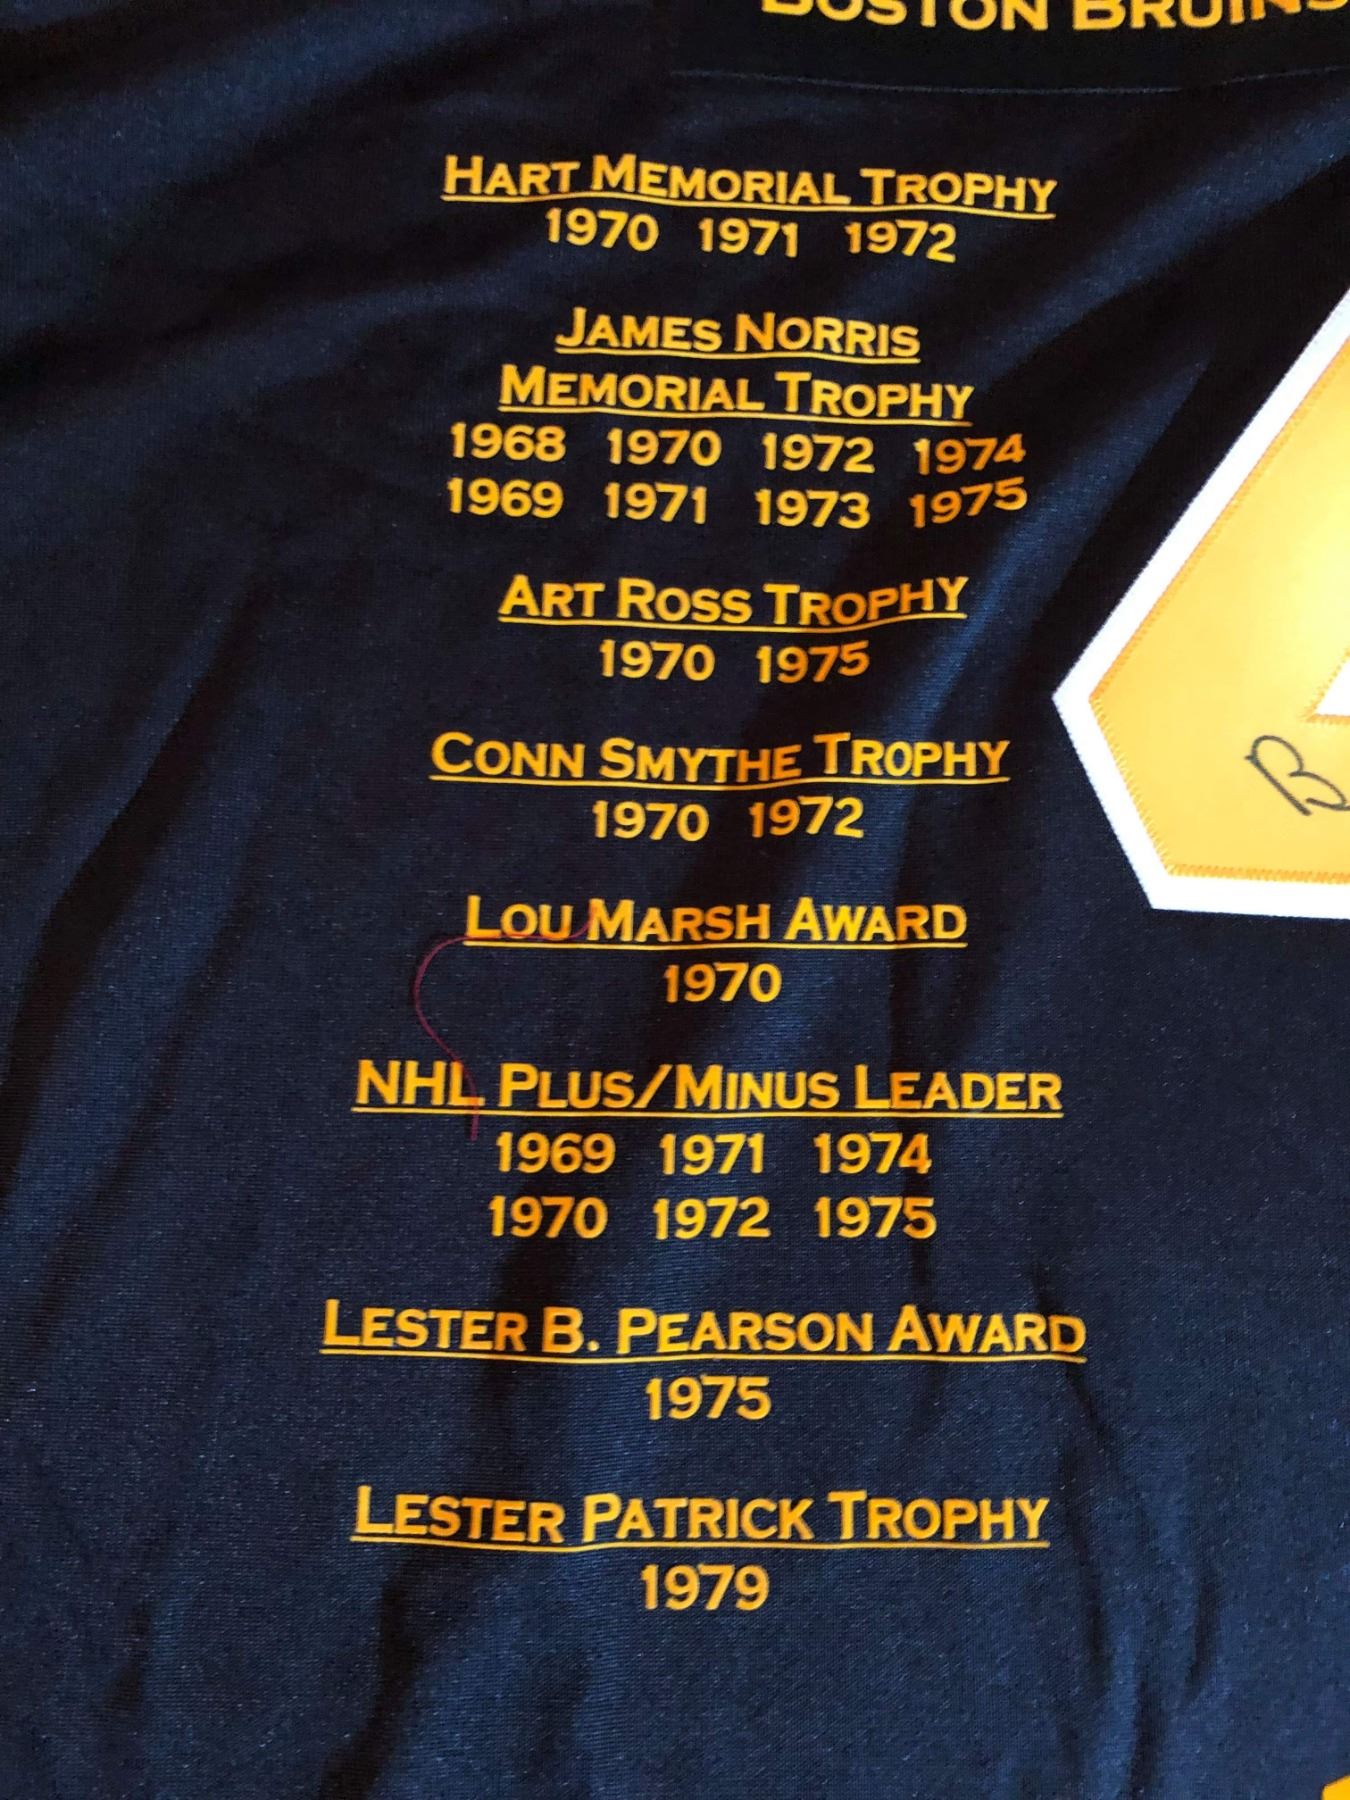 BOSTON BRUINS
HART MEMORIAL TROPHY
1970 1971 1972
JAMES NORRIS
MEMORIAL TROPHY
1968 1970 1972 1974
1969 1971 1973 1975
ART ROSS TROPHY
1970 1975
CONN SMYTHE TROPHY
1970 1972
LOU MARSH AWARD
1970
NHL PLUS/MINUS LEADER
1969 1971 1974
1970 1972 1975
LESTER B. PEARSON AWARD
1975
LESTER PATRICK TROPHY
1979